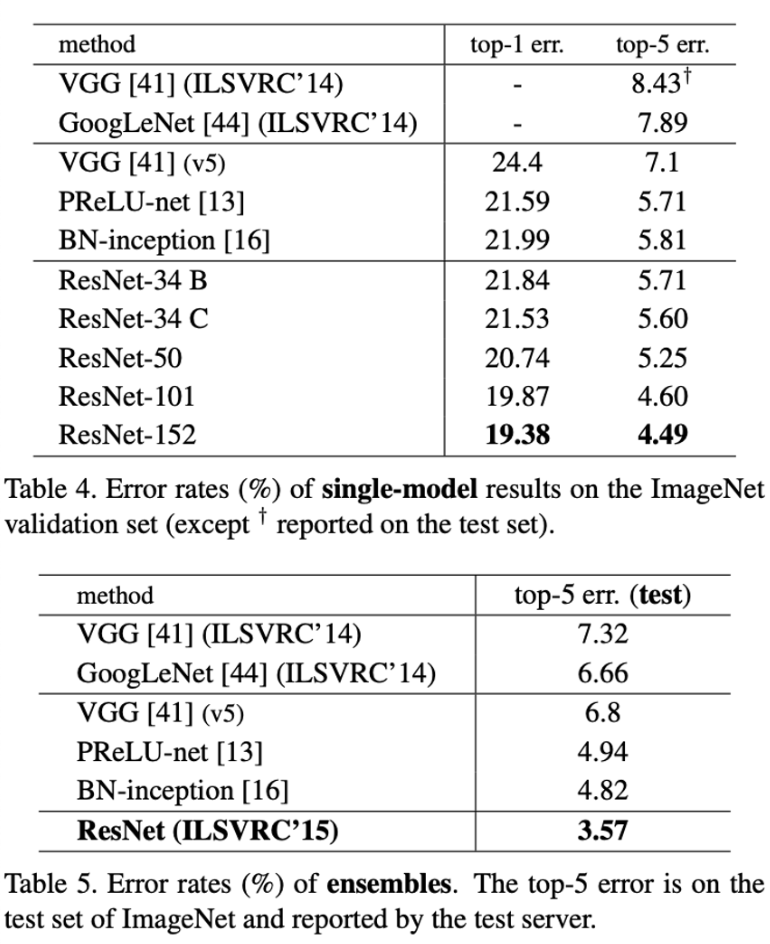 method top-1 err. top-5 err.
VGG [41] (ILSVRC’14) - 8.43†
GoogLeNet [44] (ILSVRC’14) - 7.89
VGG [41] (v5) 24.4 7.1
PReLU-net [13] 21.59 5.71
BN-inception [16] 21.99 5.81
ResNet-34 B 21.84 5.71
ResNet-34 C 21.53 5.60
ResNet-50 20.74 5.25
ResNet-101 19.87 4.60
ResNet-152 19.38 4.49
Table 4. Error rates (%) of single-model results on the ImageNet
validation set (except † reported on the test set).
method top-5 err. (test)
VGG [41] (ILSVRC’14) 7.32
GoogLeNet [44] (ILSVRC’14) 6.66
VGG [41] (v5) 6.8
PReLU-net [13] 4.94
BN-inception [16] 4.82
ResNet (ILSVRC’15) 3.57
Table 5. Error rates (%) of ensembles. The top-5 error is on the
test set of ImageNet and reported by the test server.